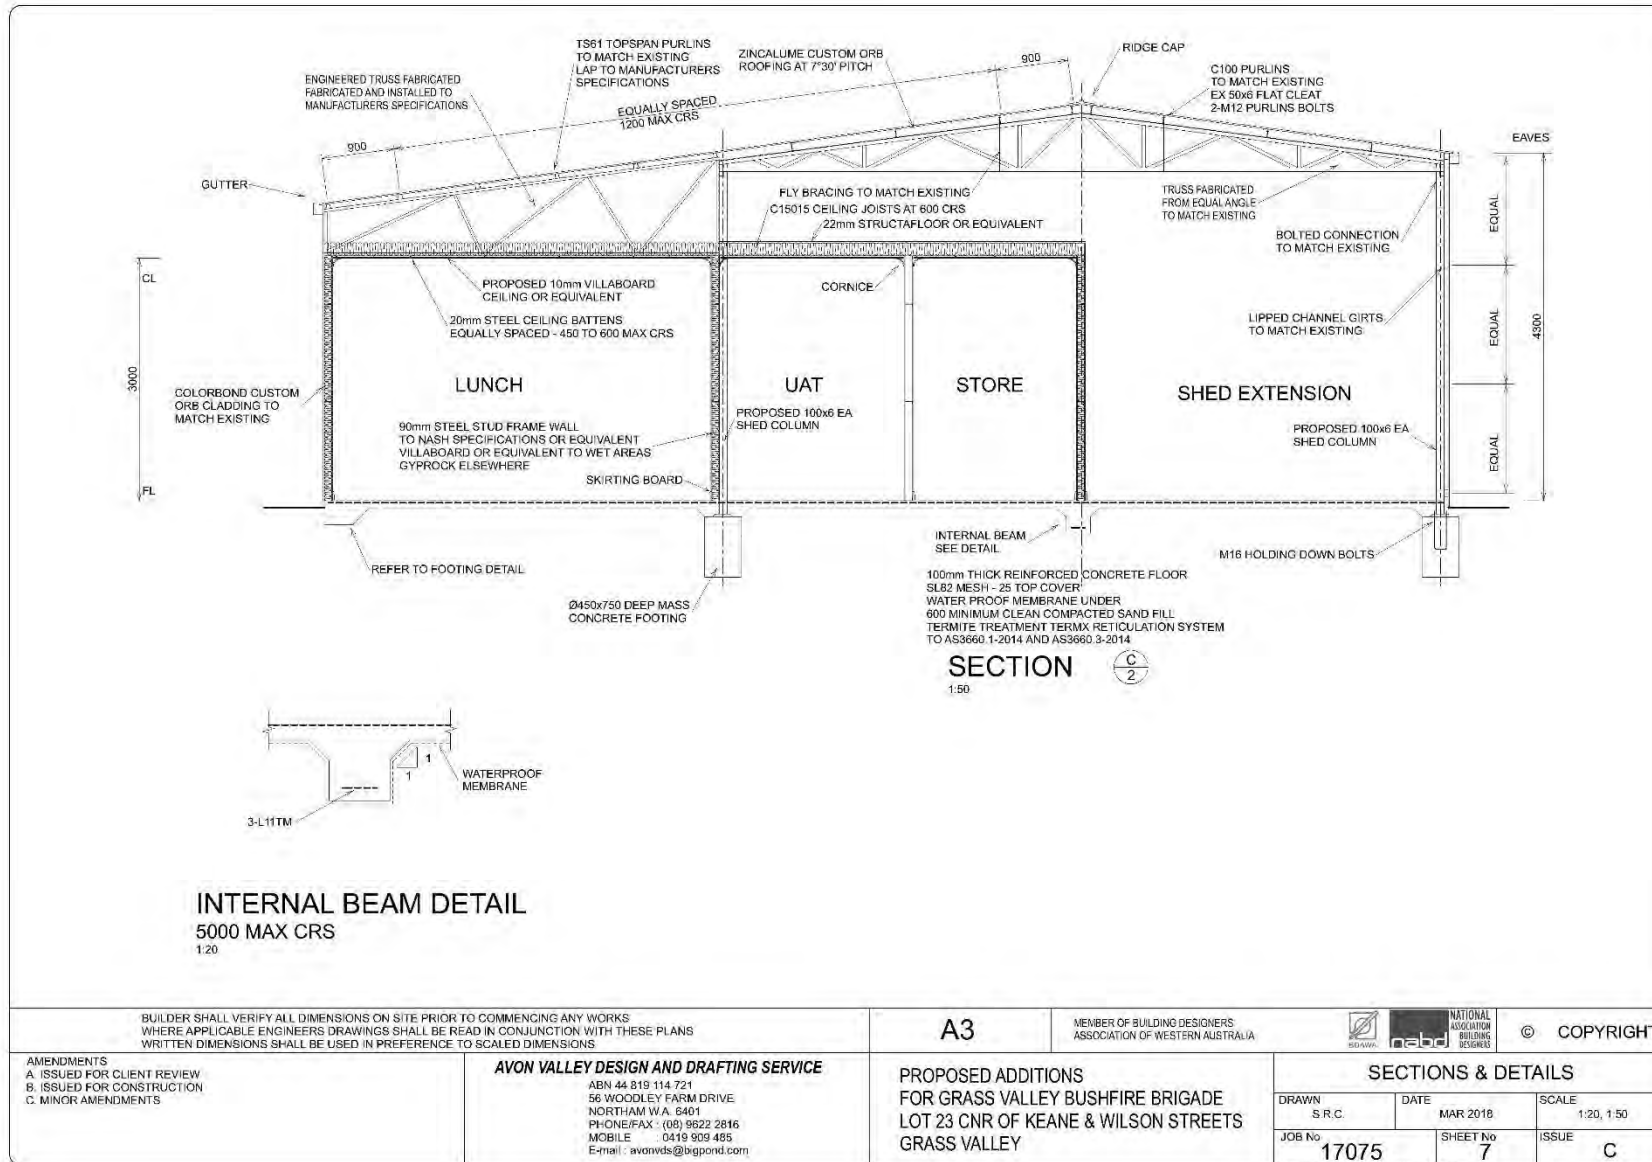 TS61 TOPSPAN PURLINS
TO MATCH EXISTING
LAP TO MANUFACTURERS
SPECIFICATIONS
ZINCALUME CUSTOM ORB
ROOFING AT 7°30' PITCH
900
RIDGE CAP
C100 PURLINS
TO MATCH EXISTING
EX 50x6 FLAT CLEAT
2-M12 PURLINS BOLTS
ENGINEERED TRUSS FABRICATED
FABRICATED AND INSTALLED TO
MANUFACTURERS SPECIFICATIONS
EQUALLY SPACED
1200 MAX CRS
900
EAVES
GUTTER
FLY BRACING TO MATCH EXISTING
C15015 CEILING JOISTS AT 600 CRS
22mm STRUCTAFLOOR OR EQUIVALENT
TRUSS FABRICATED
FROM EQUAL ANGLE
TO MATCH EXISTING
BOLTED CONNECTION
TO MATCH EXISTING
EQUAL
CL
PROPOSED 10mm VILLABOARD
CEILING OR EQUIVALENT
CORNICE
20mm STEEL CEILING BATTENS
EQUALLY SPACED - 450 TO 600 MAX CRS
LIPPED CHANNEL GIRTS
TO MATCH EXISTING
EQUAL
4300
3000
COLORBOND CUSTOM
ORB CLADDING TO
MATCH EXISTING
LUNCH
UAT
STORE
SHED EXTENSION
PROPOSED 100x6 EA
SHED COLUMN
90mm STEEL STUD FRAME WALL
TO NASH SPECIFICATIONS OR EQUIVALENT
VILLABOARD OR EQUIVALENT TO WET AREAS
GYPROCK ELSEWHERE
PROPOSED 100x6 EA
SHED COLUMN
EQUAL
SKIRTING BOARD
FL
INTERNAL BEAM
SEE DETAIL
M16 HOLDING DOWN BOLTS
REFER TO FOOTING DETAIL
Ø450x750 DEEP MASS
CONCRETE FOOTING
100mm THICK REINFORCED CONCRETE FLOOR
SL82 MESH - 25 TOP COVER
WATER PROOF MEMBRANE UNDER
600 MINIMUM CLEAN COMPACTED SAND FILL
TERMITE TREATMENT TERMX RETICULATION SYSTEM
TO AS3660.1-2014 AND AS3660.3-2014
SECTION
C
2
1:50
1
1
WATERPROOF
MEMBRANE
3-L11TM
INTERNAL BEAM DETAIL
5000 MAX CRS
1:20
BUILDER SHALL VERIFY ALL DIMENSIONS ON SITE PRIOR TO COMMENCING ANY WORKS
WHERE APPLICABLE ENGINEERS DRAWINGS SHALL BE READ IN CONJUNCTION WITH THESE PLANS
WRITTEN DIMENSIONS SHALL BE USED IN PREFERENCE TO SCALED DIMENSIONS
A3
MEMBER OF BUILDING DESIGNERS
ASSOCIATION OF WESTERN AUSTRALIA
BDAWA
nabd
NATIONAL
ASSOCIATION
BUILDING
DESIGNERS
© COPYRIGHT
AMENDMENTS
A. ISSUED FOR CLIENT REVIEW
B. ISSUED FOR CONSTRUCTION
C. MINOR AMENDMENTS
AVON VALLEY DESIGN AND DRAFTING SERVICE
ABN 44 819 114 721
56 WOODLEY FARM DRIVE
NORTHAM W.A. 6401
PHONE/FAX : (08) 9622 2816
MOBILE : 0419 909 485
E-mail : avonvds@bigpond.com
PROPOSED ADDITIONS
FOR GRASS VALLEY BUSHFIRE BRIGADE
LOT 23 CNR OF KEANE & WILSON STREETS
GRASS VALLEY
SECTIONS & DETAILS
DRAWN
S.R.C.
DATE
MAR 2018
SCALE
1:20, 1:50
JOB No
17075
SHEET No
7
ISSUE
C